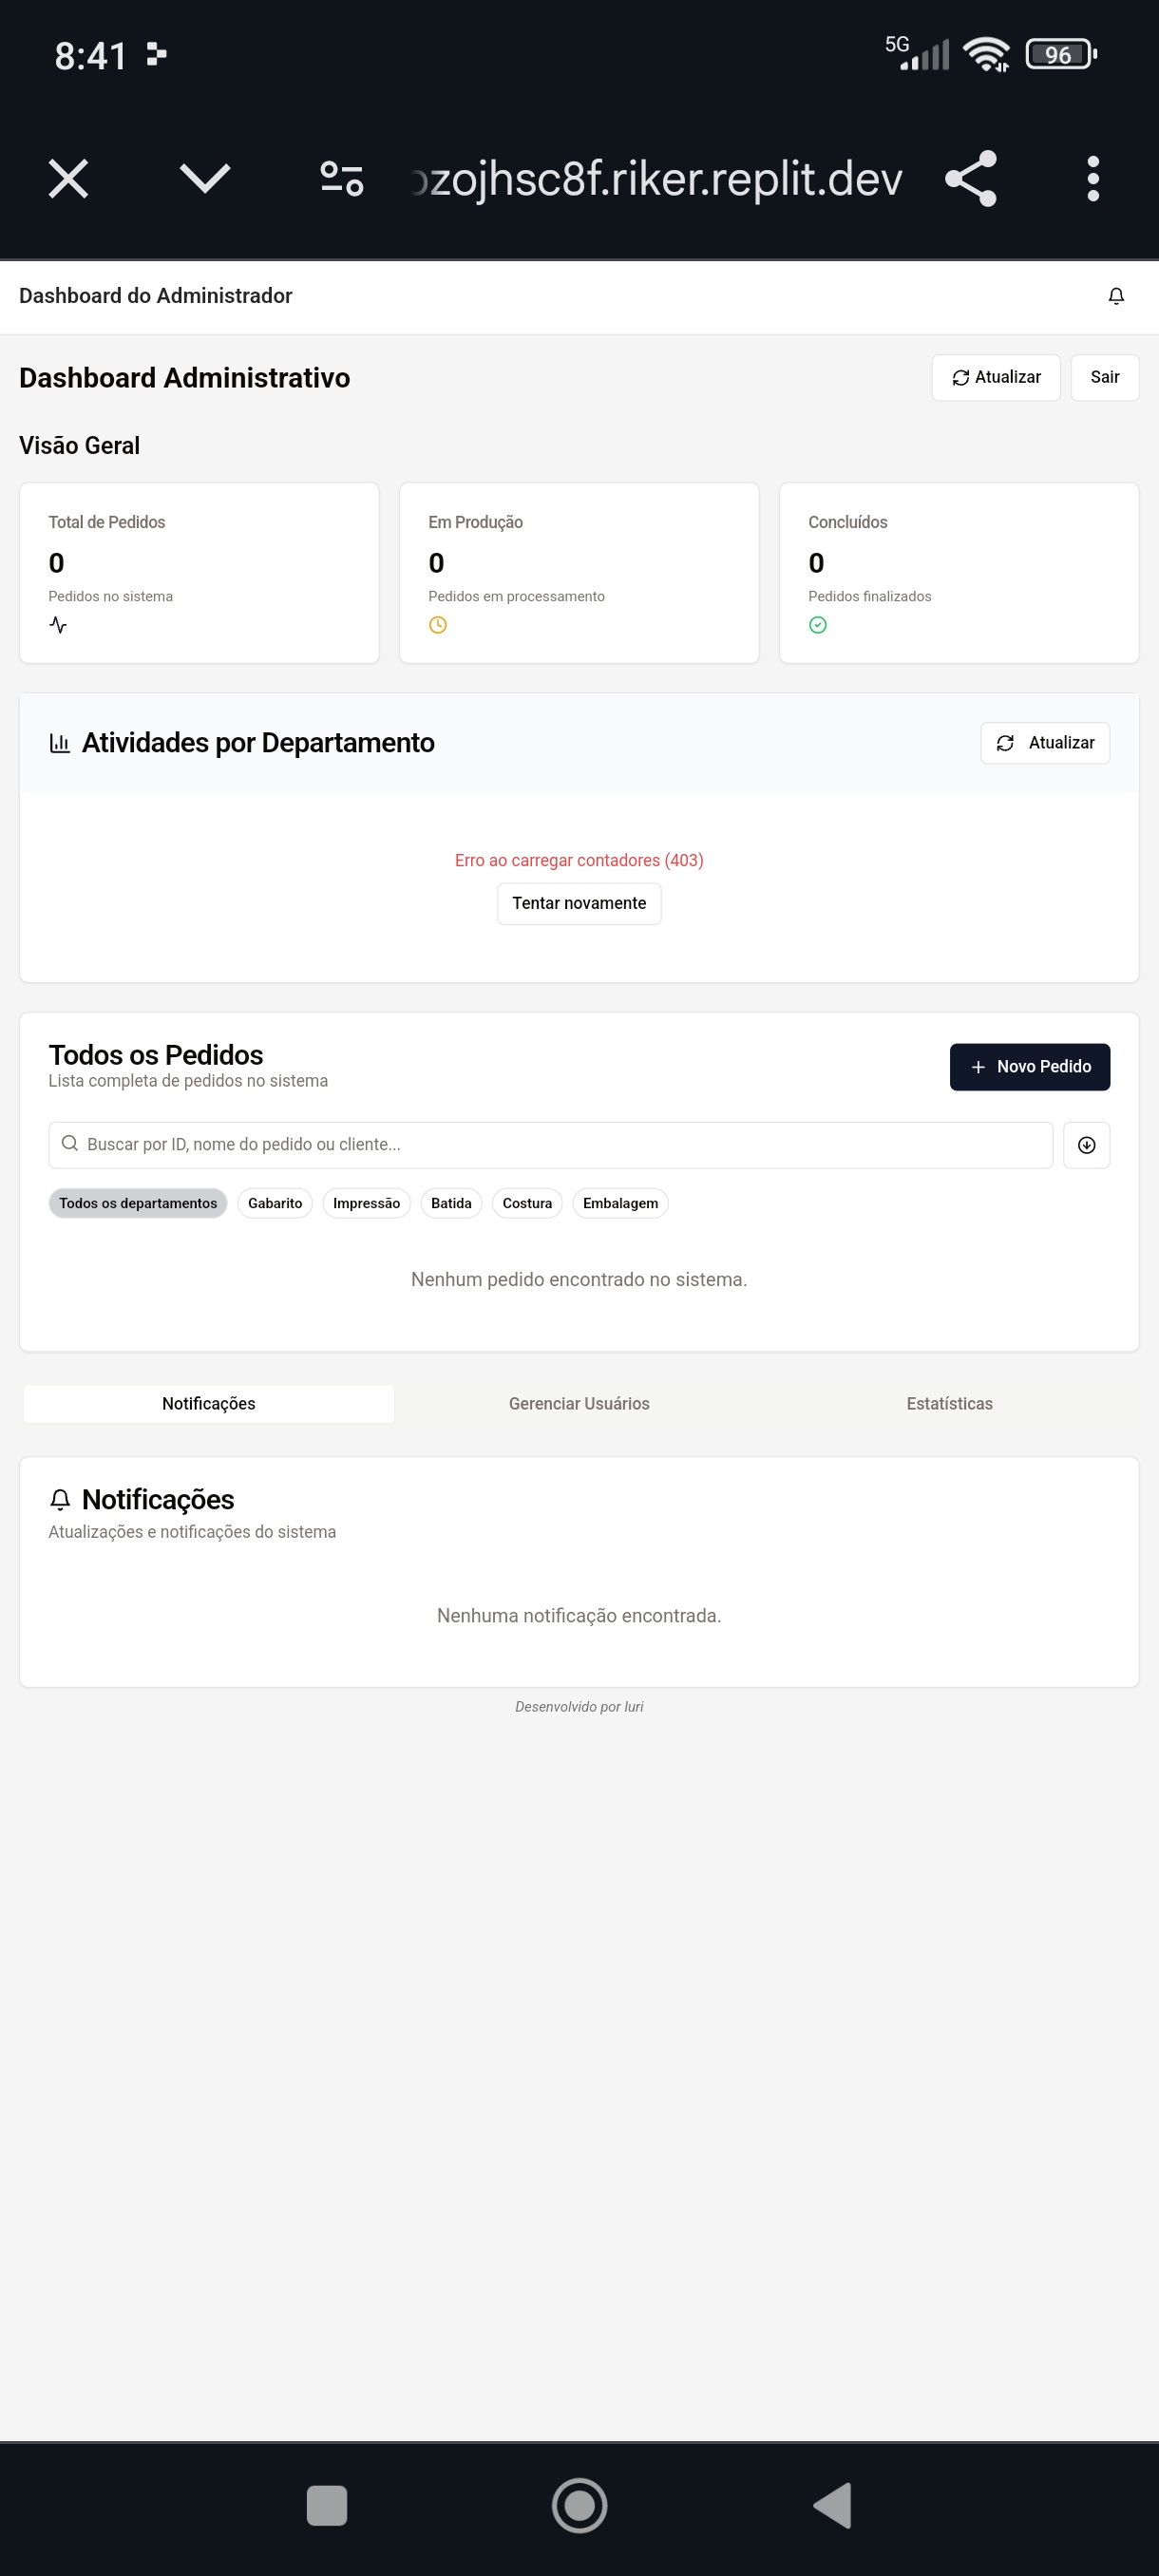 8:41
5G
96
zojhsc8f.riker.replit.dev
Dashboard do Administrador
Dashboard Administrativo
Atualizar
Sair
Visão Geral
Total de Pedidos
0
Pedidos no sistema
Em Produção
0
Pedidos em processamento
Concluídos
0
Pedidos finalizados
Atividades por Departamento
Atualizar
Erro ao carregar contadores (403)
Tentar novamente
Todos os Pedidos
Lista completa de pedidos no sistema
Novo Pedido
Buscar por ID, nome do pedido ou cliente...
Todos os departamentos
Gabarito
Impressão
Batida
Costura
Embalagem
Nenhum pedido encontrado no sistema.
Notificações
Gerenciar Usuários
Estatísticas
Notificações
Atualizações e notificações do sistema
Nenhuma notificação encontrada.
Desenvolvido por Iuri